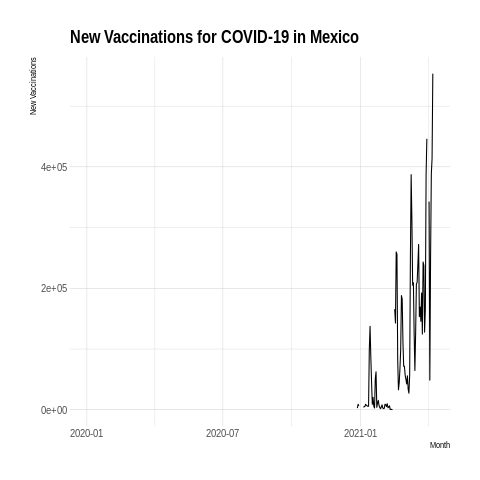 New Vaccinations for COVID-19 in Mexico
New Vaccinations
4e+05
2e+05
0e+00
2020-01 2020-07 2021-01
Month